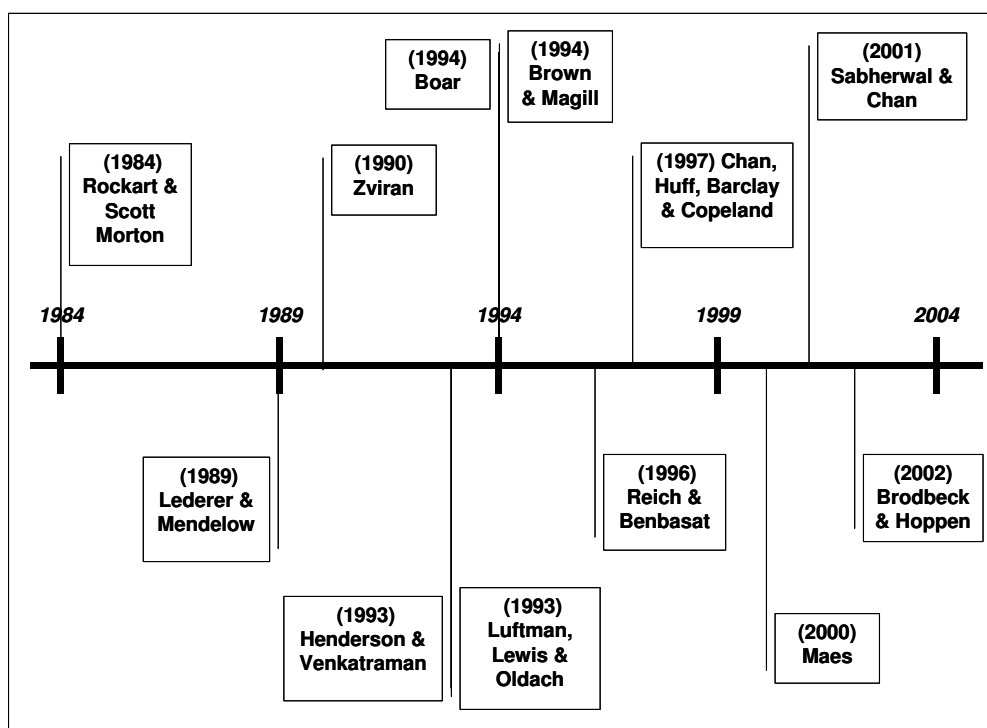 (1994)
Boar
(1994)
Brown
& Magill
(2001)
Sabherwal &
Chan
(1984)
Rockart &
Scott
Morton
(1990)
Zviran
(1997) Chan,
Huff, Barclay
& Copeland
1984
1989
1994
1999
2004
(1989)
Lederer &
Mendelow
(1996)
Reich &
Benbasat
(2002)
Brodbeck
& Hoppen
(1993)
Henderson &
Venkatraman
(1993)
Luftman,
Lewis &
Oldach
(2000)
Maes